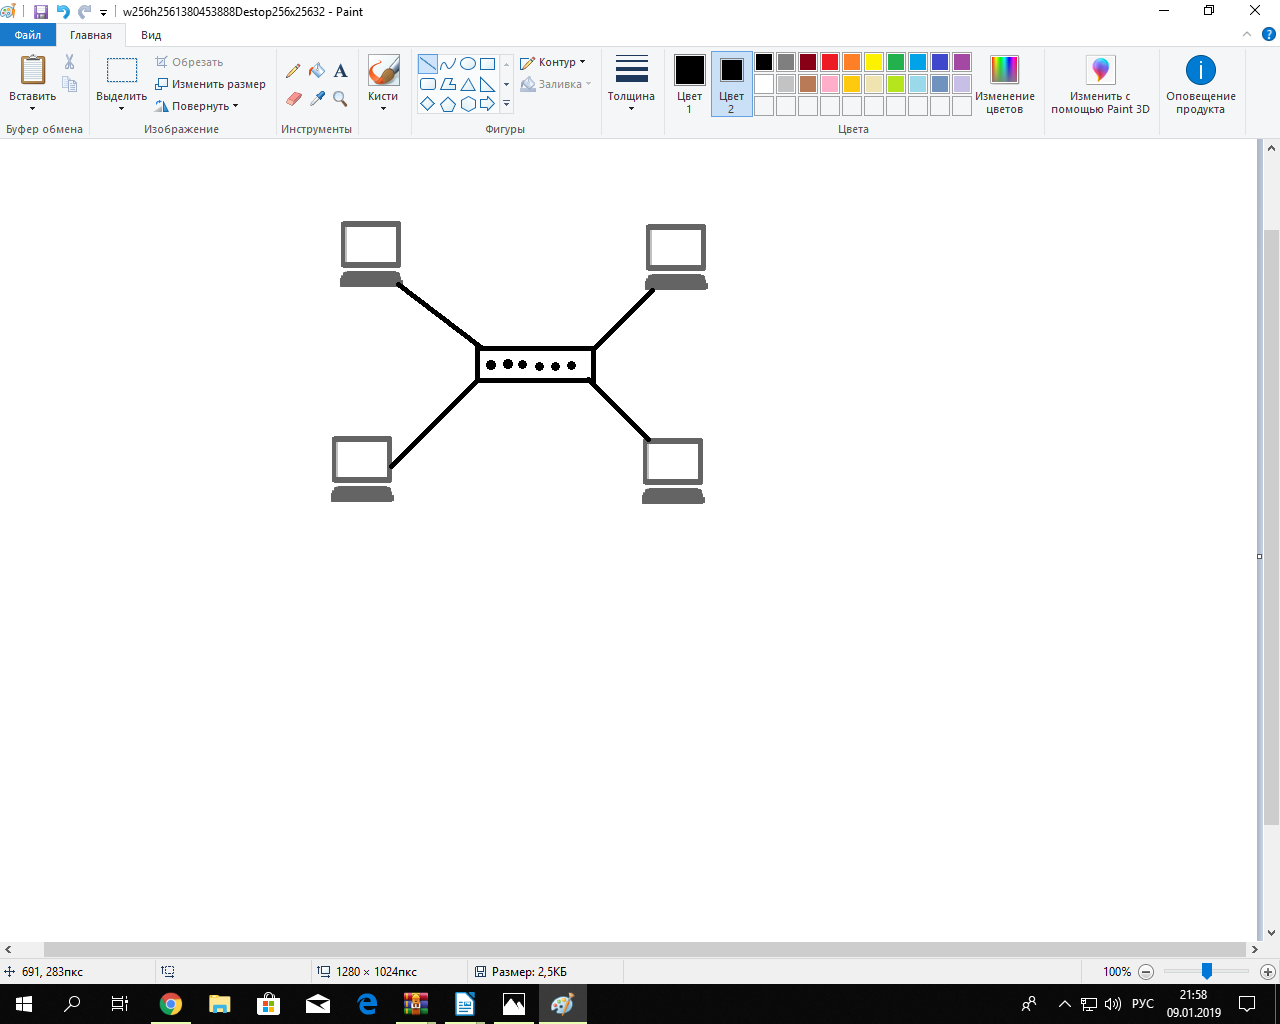 w256h2561380453888Destop256x25632 - Paint
Файл Главная Вид
Вставить
Буфер обмена
Выделить
Обрезать
Изменить размер
Повернуть
Изображение
A
Инструменты
Кисти
Контур
Заливка
Фигуры
Толщина
Цвет
1
Цвет
2
Изменение
цветов
Цвета
Изменить с
помощью Paint 3D
Оповещение
продукта
691, 283пкс
1280 × 1024пкс
Размер: 2,5КБ
100%
РУС
21:58
09.01.2019